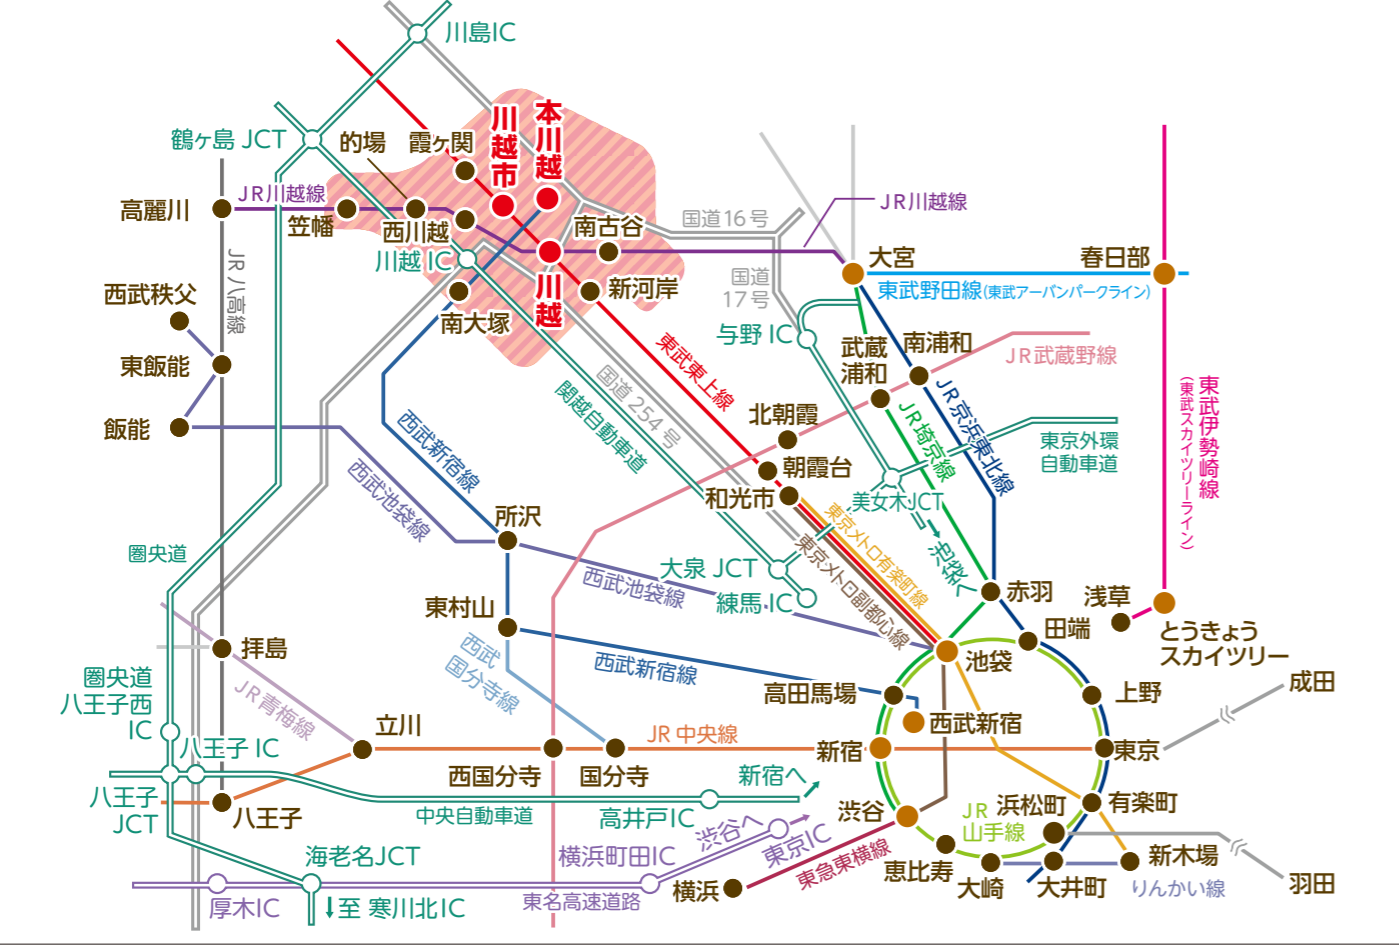 川島IC
鶴ヶ島 JCT
的場
霞ヶ関
川越市
本川越
高麗川
JR川越線
笠幡
西川越
南古谷
国道16号
JR川越線
川越 IC
大宮
春日部
JR八高線
西武秩父
南大塚
川越
新河岸
国道
17号
東武野田線(東武アーバンパークライン)
与野 IC
武蔵
浦和
南浦和
JR武蔵野線
東飯能
東武東上線
国道 254 号
関越自動車道
飯能
西武新宿線
西武池袋線
北朝霞
朝霞台
和光市
JR埼京線
JR京浜東北線
東京外環
自動車道
東武伊勢崎線
(東武スカイツリーライン)
美女木JCT
池袋へ
所沢
圏央道
大泉 JCT
練馬 IC
西武池袋線
東京メトロ有楽町線
東京メトロ副都心線
赤羽
浅草
とうきょう
スカイツリー
東村山
田端
西武
国分寺線
西武新宿線
池袋
拝島
圏央道
八王子西
IC
JR青梅線
高田馬場
上野
成田
立川
西武新宿
八王子 IC
JR 中央線
新宿
東京
西国分寺
国分寺
新宿へ
八王子
JCT
八王子
中央自動車道
高井戸IC
渋谷
JR
山手線
浜松町
有楽町
渋谷へ
東京IC
海老名JCT
横浜町田IC
東急東横線
恵比寿
新木場
羽田
厚木IC
↓至 寒川北IC
東名高速道路
横浜
大崎
大井町
りんかい線